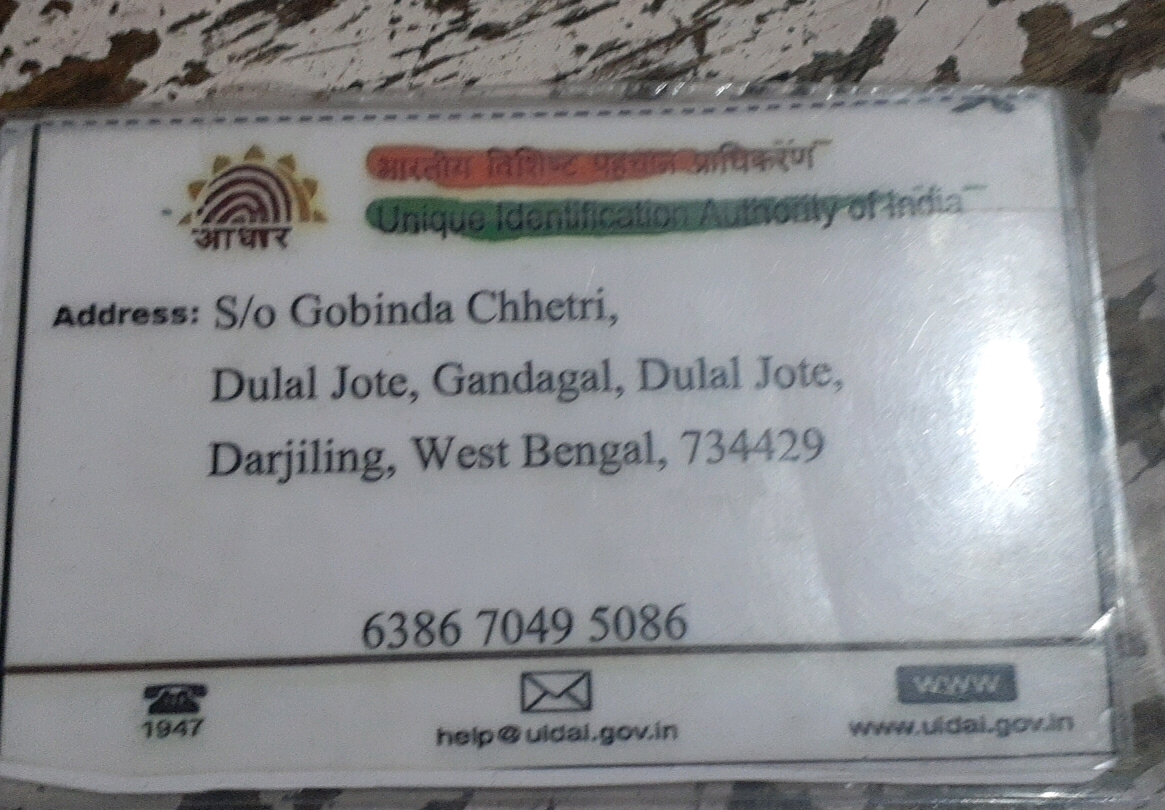 भारतीय विशिष्ट पहचान प्राधिकरण
Unique Identification Authority of India
आधार
Address: S/o Gobinda Chhetri,
Dulal Jote, Gandagal, Dulal Jote,
Darjiling, West Bengal, 734429
6386 7049 5086
1947
help@uidai.gov.in
www
www.uidai.gov.in